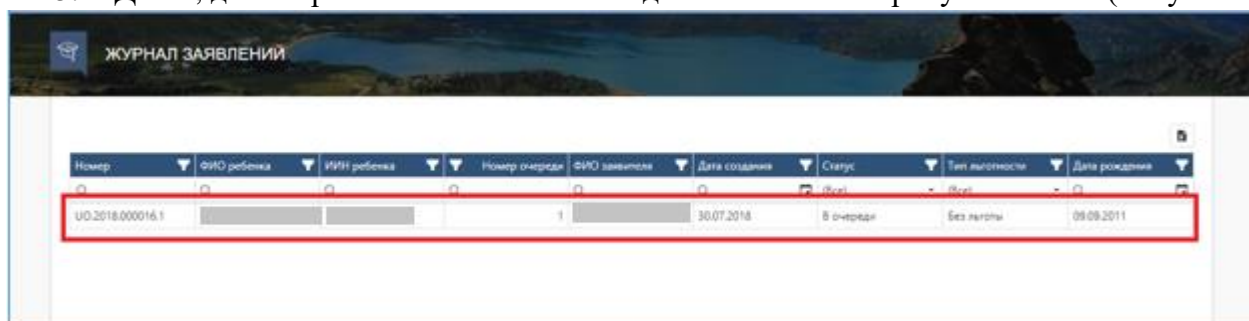 ЖУРНАЛ ЗАЯВЛЕНИЙ
Номер ФИО ребенка ИИН ребенка Номер очереди ФИО заявителя Дата создания Статус Тип льготности Дата рождения
(Все) (Все)
UO.2018.000016.1 1 30.07.2018 В очереди Без льготы 09.09.2011